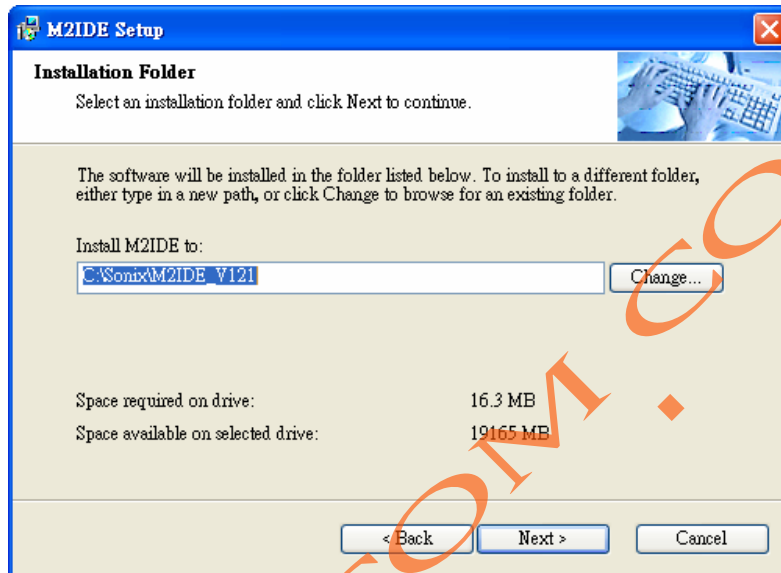 M2IDE Setup
Installation Folder
Select an installation folder and click Next to continue.
The software will be installed in the folder listed below. To install to a different folder,
either type in a new path, or click Change to browse for an existing folder.
Install M2IDE to:
C:\Sonix\M2IDE_V121
Change...
Space required on drive: 16.3 MB
Space available on selected drive: 19165 MB
< Back Next > Cancel
COM.CO